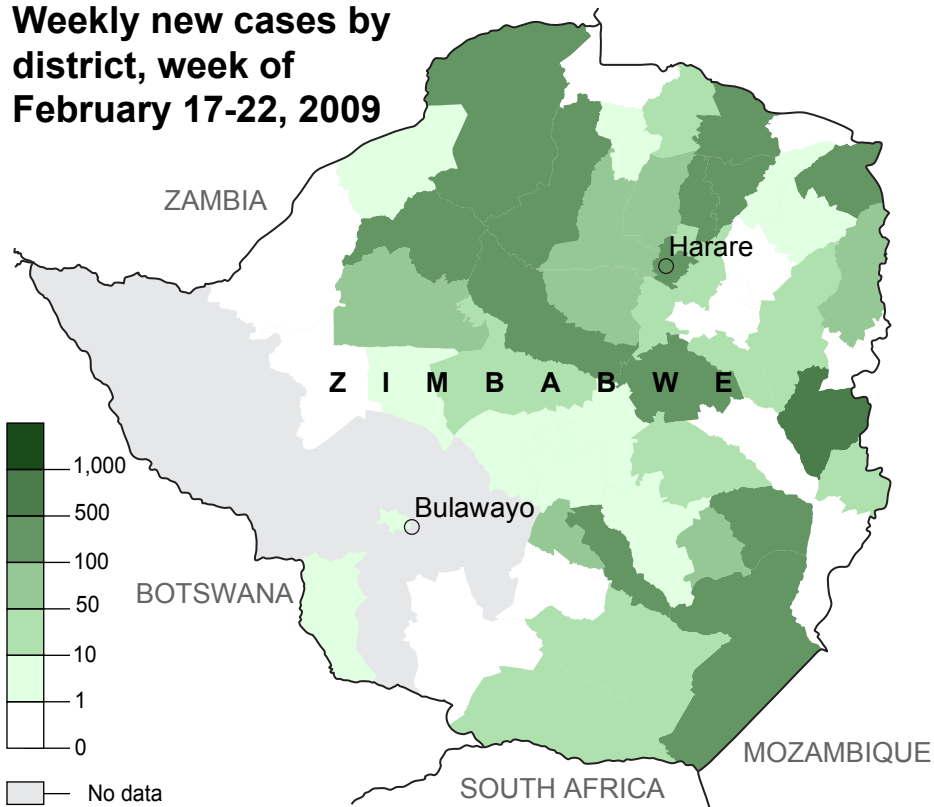 Weekly new cases by
district, week of
February 17-22, 2009
ZAMBIA
Harare
Z I M B A B W E
1,000
500
100
50
10
1
0
No data
Bulawayo
BOTSWANA
MOZAMBIQUE
SOUTH AFRICA